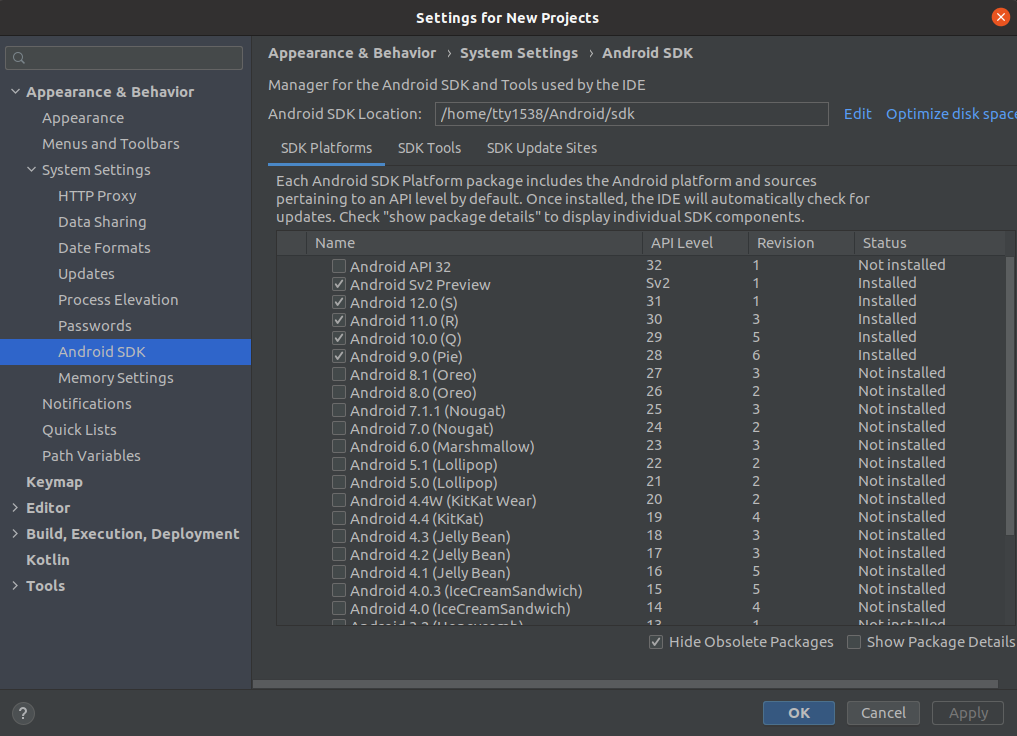 Settings for New Projects
Appearance & Behavior
Appearance
Menus and Toolbars
System Settings
HTTP Proxy
Data Sharing
Date Formats
Updates
Process Elevation
Passwords
Android SDK
Memory Settings
Notifications
Quick Lists
Path Variables
Keymap
Editor
Build, Execution, Deployment
Kotlin
Tools
Appearance & Behavior › System Settings › Android SDK
Manager for the Android SDK and Tools used by the IDE
Android SDK Location: /home/tty1538/Android/sdk Edit Optimize disk space
SDK Platforms SDK Tools SDK Update Sites
Each Android SDK Platform package includes the Android platform and sources
pertaining to an API level by default. Once installed, the IDE will automatically check for
updates. Check "show package details" to display individual SDK components.
Name API Level Revision Status
Android API 32 32 1 Not installed
Android Sv2 Preview Sv2 1 Installed
Android 12.0 (S) 31 1 Installed
Android 11.0 (R) 30 3 Installed
Android 10.0 (Q) 29 5 Installed
Android 9.0 (Pie) 28 6 Installed
Android 8.1 (Oreo) 27 3 Not installed
Android 8.0 (Oreo) 26 2 Not installed
Android 7.1.1 (Nougat) 25 3 Not installed
Android 7.0 (Nougat) 24 2 Not installed
Android 6.0 (Marshmallow) 23 3 Not installed
Android 5.1 (Lollipop) 22 2 Not installed
Android 5.0 (Lollipop) 21 2 Not installed
Android 4.4W (KitKat Wear) 20 2 Not installed
Android 4.4 (KitKat) 19 4 Not installed
Android 4.3 (Jelly Bean) 18 3 Not installed
Android 4.2 (Jelly Bean) 17 3 Not installed
Android 4.1 (Jelly Bean) 16 5 Not installed
Android 4.0.3 (IceCreamSandwich) 15 5 Not installed
Android 4.0 (IceCreamSandwich) 14 4 Not installed
Hide Obsolete Packages Show Package Details
? OK Cancel Apply